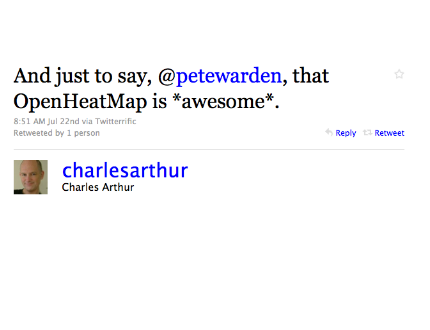 And just to say, @petewarden, that
OpenHeatMap is *awesome*.
8:51 AM Jul 22nd via Twitterrific
Retweeted by 1 person
Reply Retweet
charlesarthur
Charles Arthur